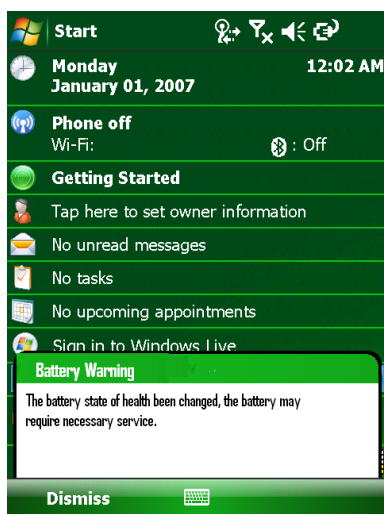 Start
Monday 12:02 AM
January 01, 2007
Phone off
Wi-Fi: : Off
Getting Started
Tap here to set owner information
No unread messages
No tasks
No upcoming appointments
Sign in to Windows Live
Battery Warning
The battery state of health been changed, the battery may
require necessary service.
Dismiss